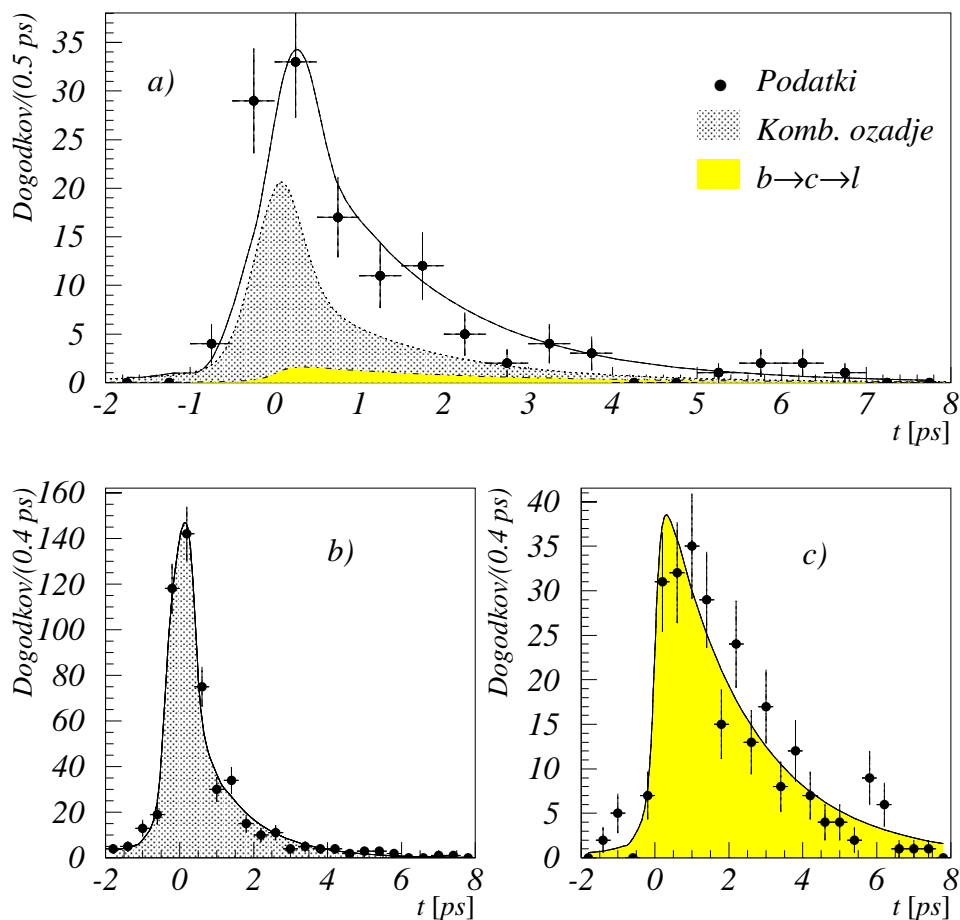 Dogodkov/(0.5 ps)
35
30
25
20
15
10
5
0
a)
Podatki
Komb. ozadje
b→c→l
-2 -1 0 1 2 3 4 5 6 7 8
t [ps]
Dogodkov/(0.4 ps)
160
140
120
100
80
60
40
20
0
b)
-2 0 2 4 6 8
t [ps]
Dogodkov/(0.4 ps)
40
35
30
25
20
15
10
5
0
c)
-2 0 2 4 6 8
t [ps]